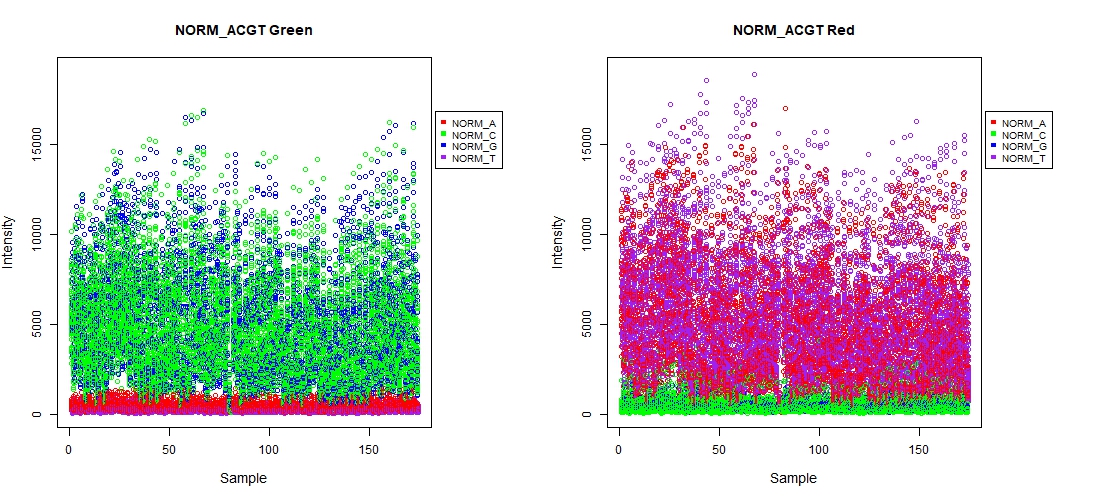 NORM_ACGT Green
Intensity
15000
10000
5000
0
0 50 100 150
Sample
NORM_A
NORM_C
NORM_G
NORM_T
NORM_ACGT Red
Intensity
15000
10000
5000
0
0 50 100 150
Sample
NORM_A
NORM_C
NORM_G
NORM_T